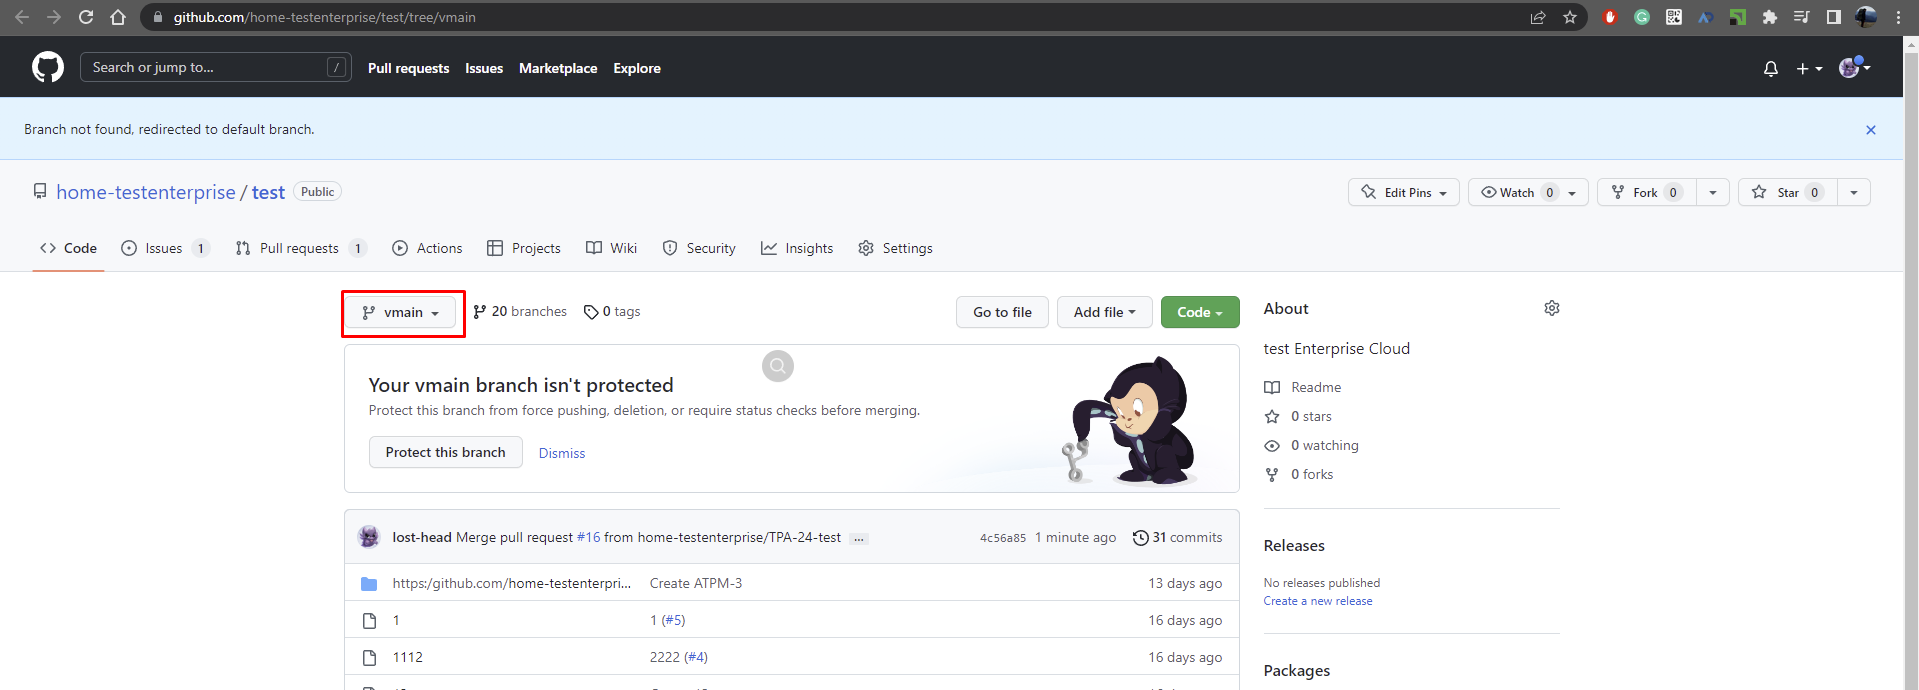 github.com/home-testenterprise/test/tree/vmain
Search or jump to... /
Pull requests Issues Marketplace Explore
Branch not found, redirected to default branch.
home-testenterprise / test Public
Edit Pins Watch 0 Fork 0 Star 0
Code Issues 1 Pull requests 1 Actions Projects Wiki Security Insights Settings
vmain 20 branches 0 tags Go to file Add file Code
Your vmain branch isn't protected
Protect this branch from force pushing, deletion, or require status checks before merging.
Protect this branch Dismiss
lost-head Merge pull request #16 from home-testenterprise/TPA-24-test ... 4c56a85 1 minute ago 31 commits
https:/github.com/home-testenterpri... Create ATPM-3 13 days ago
1 1 (#5) 16 days ago
1112 2222 (#4) 16 days ago
About
test Enterprise Cloud
Readme
0 stars
0 watching
0 forks
Releases
No releases published
Create a new release
Packages